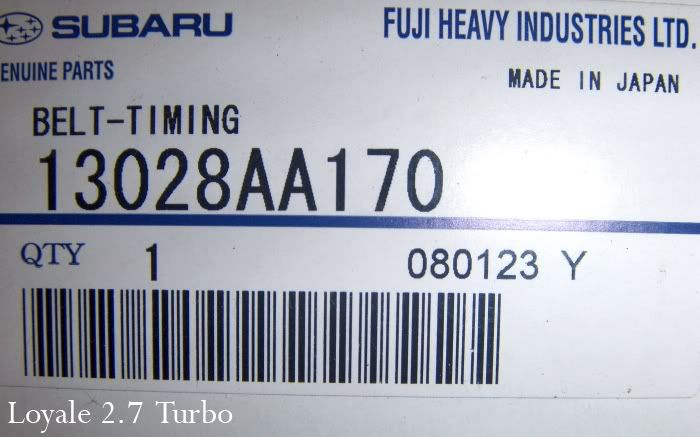 SUBARU
FUJI HEAVY INDUSTRIES LTD.
ENUINE PARTS
MADE IN JAPAN
BELT-TIMING
13028AA170
QTY 1 080123 Y
Loyale 2.7 Turbo